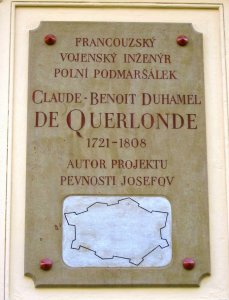 FRANCOUZSKÝ
VOJENSKÝ INŽENÝR
POLNÍ PODMARŠÁLEK
CLAUDE-BENOIT DUHAMEL
DE QUERLONDE
1721-1808
AUTOR PROJEKTU
PEVNOSTI JOSEFOV